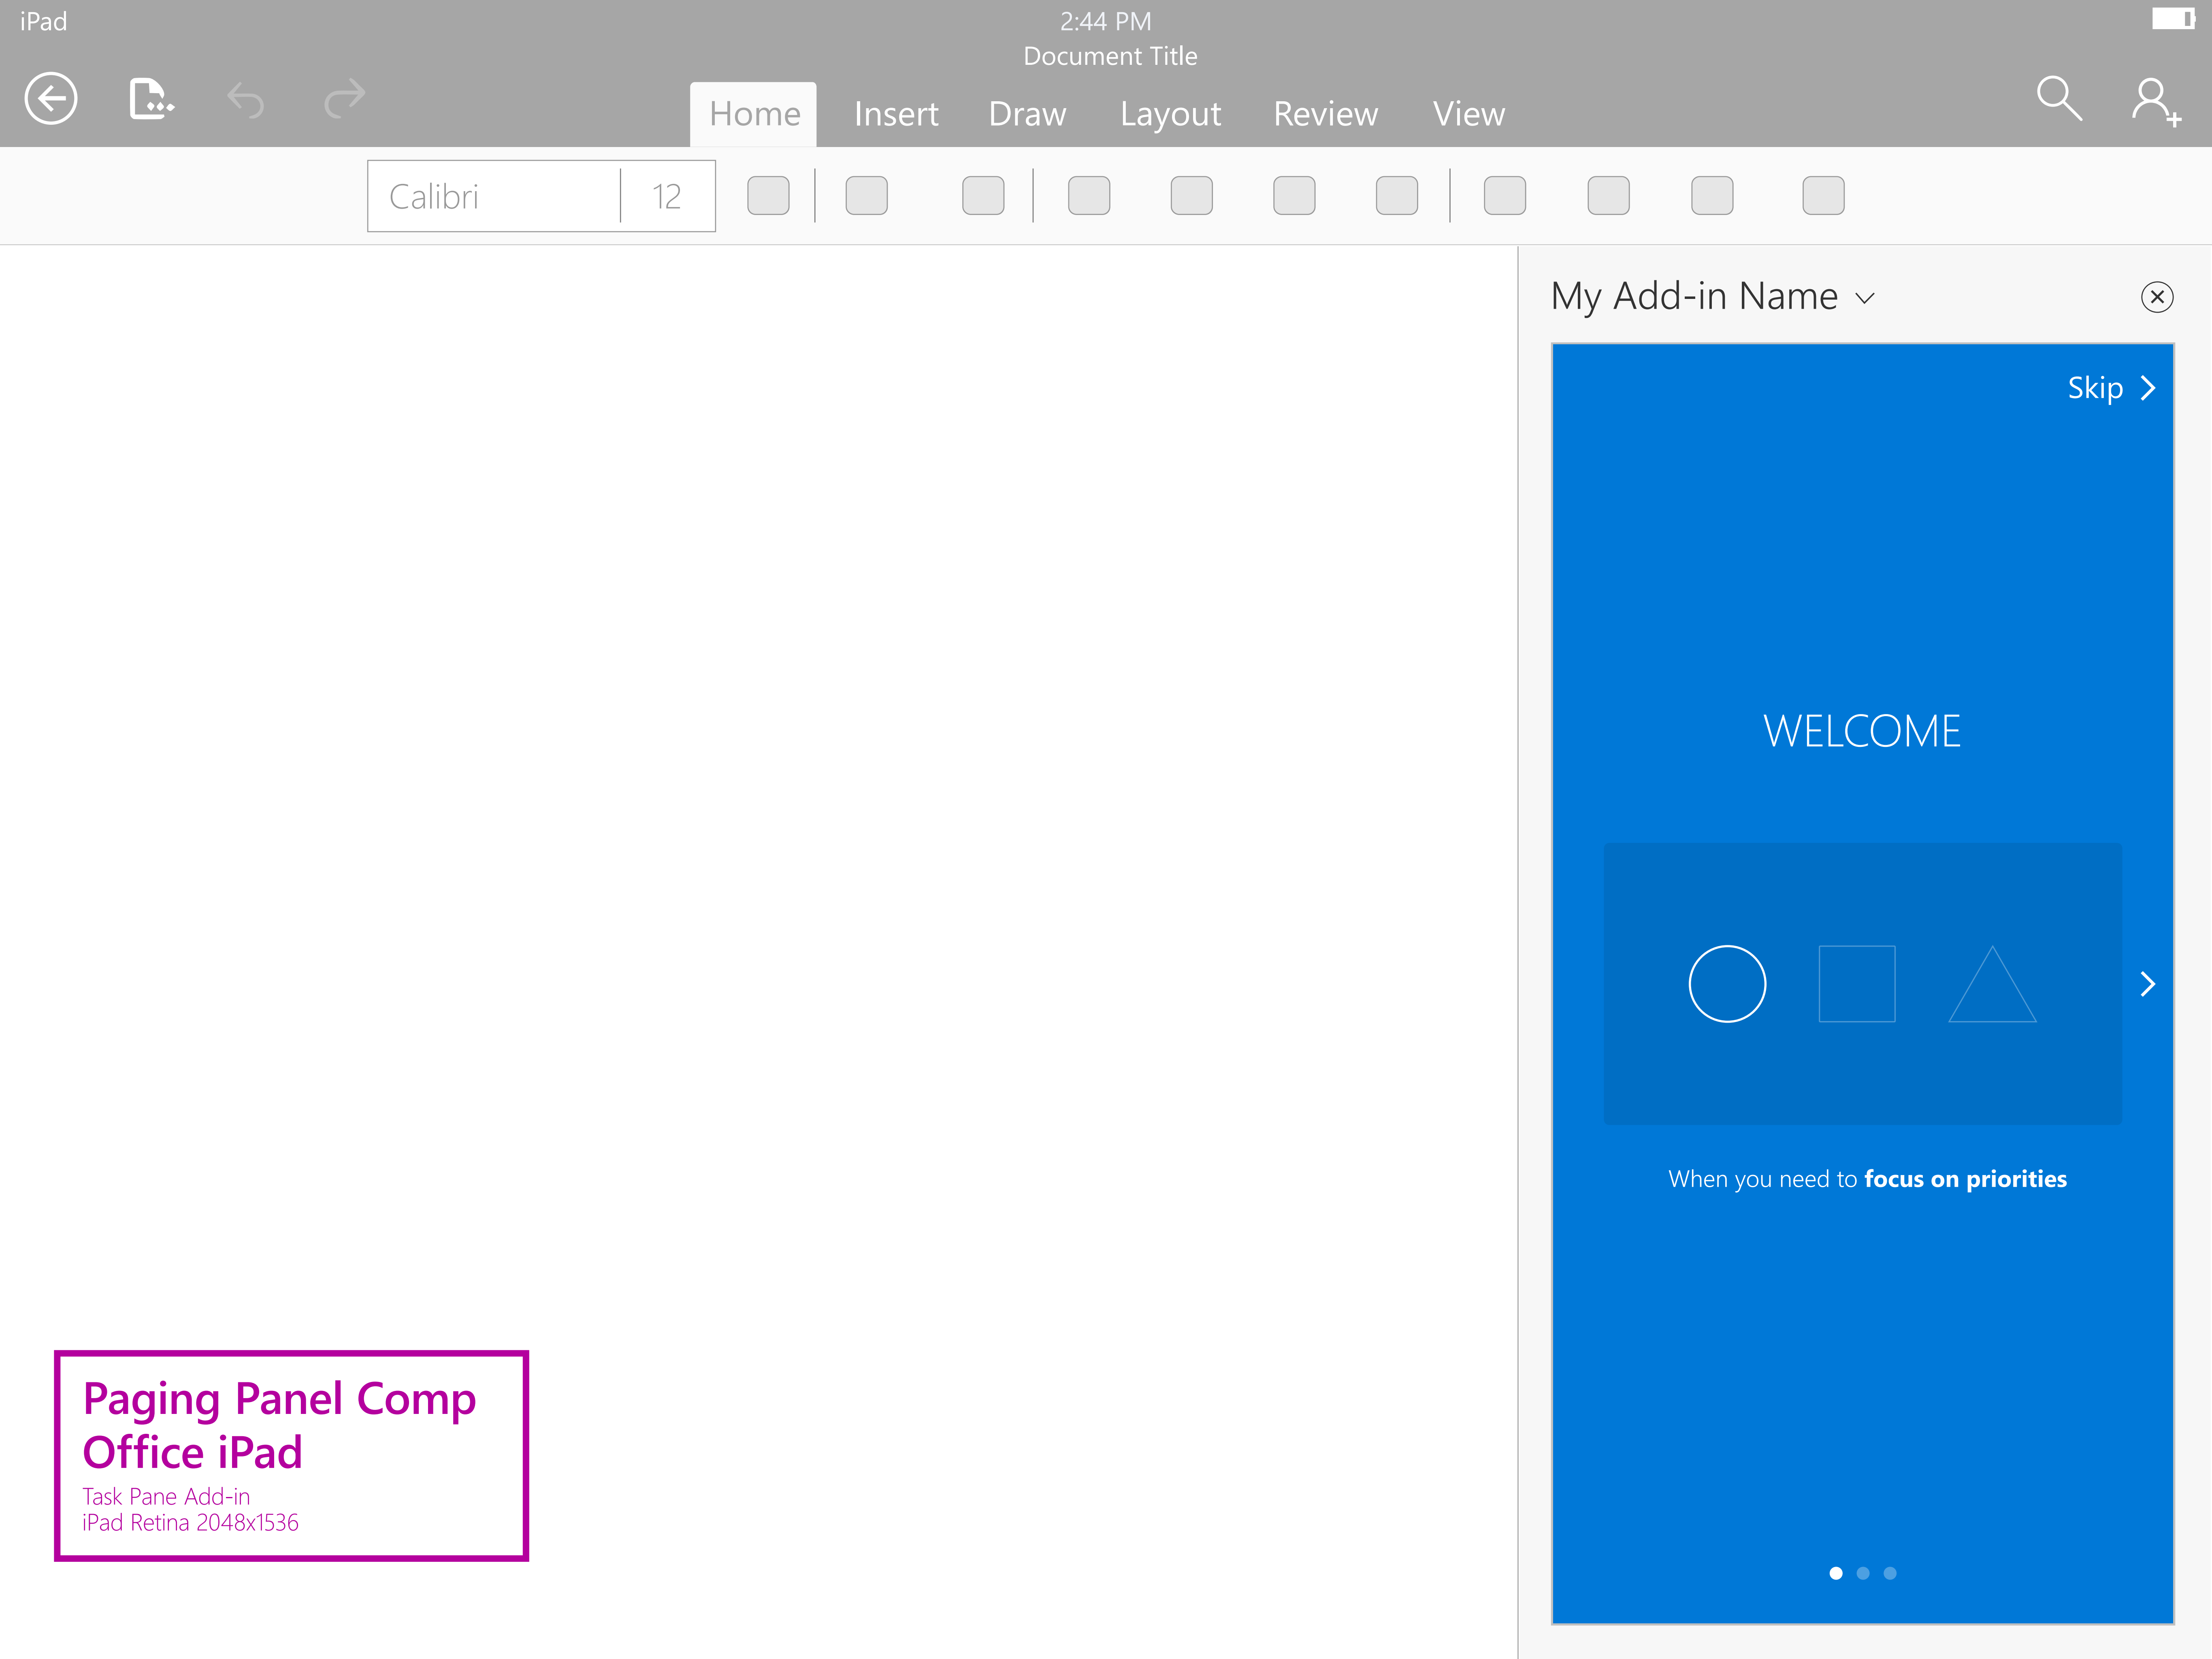 iPad
2:44 PM
Document Title
Home Insert Draw Layout Review View
Calibri 12
My Add-in Name
Skip
WELCOME
When you need to focus on priorities
Paging Panel Comp
Office iPad
Task Pane Add-in
iPad Retina 2048x1536